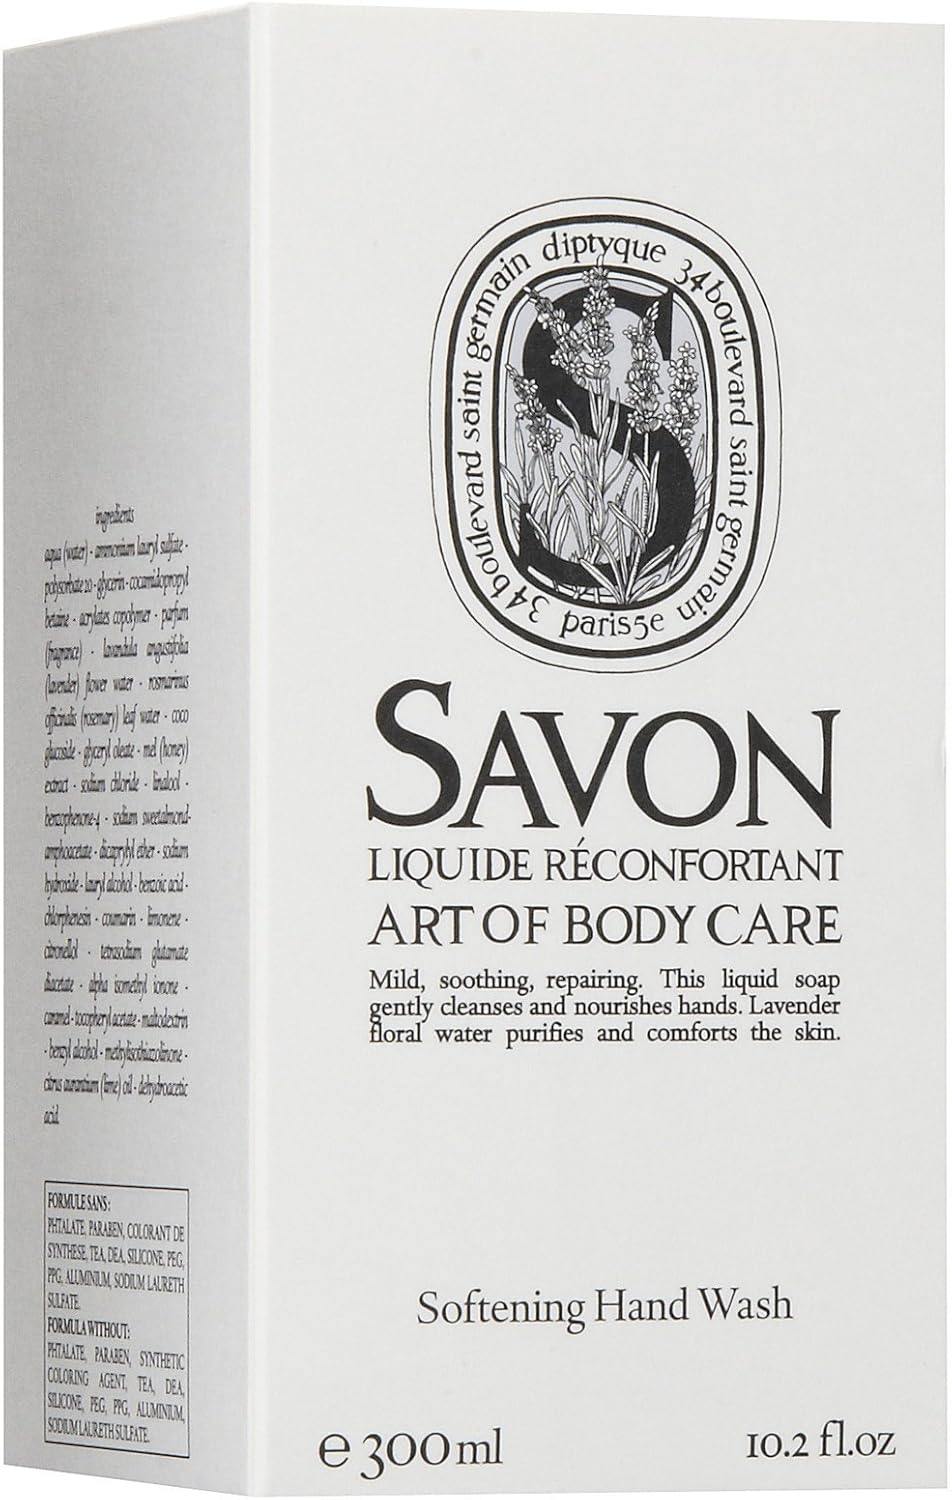 diptyque 34 boulevard saint germain paris5e 34 boulevard saint germain
S
SAVON
LIQUIDE RÉCONFORTANT
ART OF BODY CARE
Mild, soothing, repairing. This liquid soap
gently cleanses and nourishes hands. Lavender
floral water purifies and comforts the skin.
Softening Hand Wash
e 300ml
10.2 fl.oz
ingredients
aqua (water) - ammonium lauryl sulfate -
polysorbate 20 - glycerin - cocamidopropyl
betaine - acrylates copolymer - parfum
(fragrance) - lavandula angustifolia
(lavender) flower water - rosmarinus
officinalis (rosemary) leaf water - coco
glucoside - glyceryl oleate - mel (honey)
extract - sodium chloride - linalool -
benzophenone-4 - sodium sweetalmond-
amphoacetate - dicaprylyl ether - sodium
hydroxide - lauryl alcohol - benzoic acid -
chlorphenesin - coumarin - limonene -
citronellol - tetrasodium glutamate
diacetate - alpha isomethyl ionone -
caramel - tocopheryl acetate - maltodextrin
- benzyl alcohol - methylisothiazolinone -
citrus aurantium (lime) oil - dehydroacetic
acid.
FORMULE SANS :
PHTALATE, PARABEN, COLORANT DE
SYNTHESE, TEA, DEA, SILICONE, PEG,
PPG, ALUMINIUM, SODIUM LAURETH
SULFATE.
FORMULA WITHOUT:
PHTALATE, PARABEN, SYNTHETIC
COLORING AGENT, TEA, DEA,
SILICONE, PEG, PPG, ALUMINIUM,
SODIUM LAURETH SULFATE.